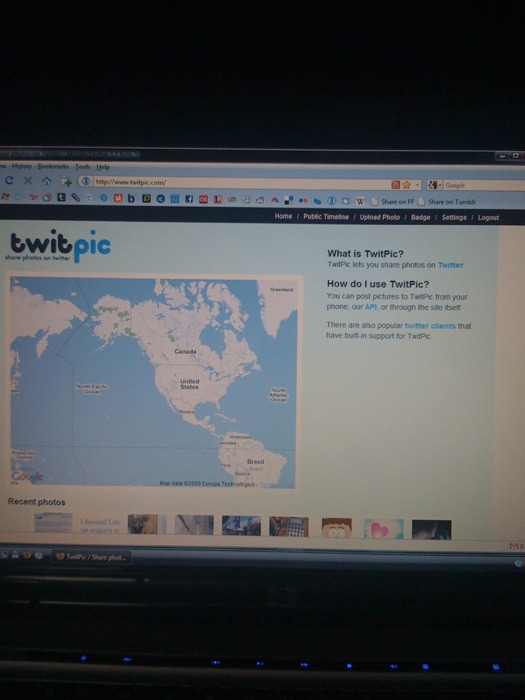 History Bookmarks Tools Help
http://www.twitpic.com/
Google
Share on FF Share on Tumblr
Home / Public Timeline / Upload Photo / Badge / Settings / Logout
twitpic
share photos on twitter
What is TwitPic?
TwitPic lets you share photos on Twitter
How do I use TwitPic?
You can post pictures to TwitPic from your
phone, our API, or through the site itself.
There are also popular twitter clients that
have built-in support for TwitPic.
Greenland
Canada
United
States
North Pacific
Ocean
North
Atlantic
Ocean
Mexico
Brasil
Google
Map data ©2009 Europa Technologies
Recent photos
TwitPic / Share phot...